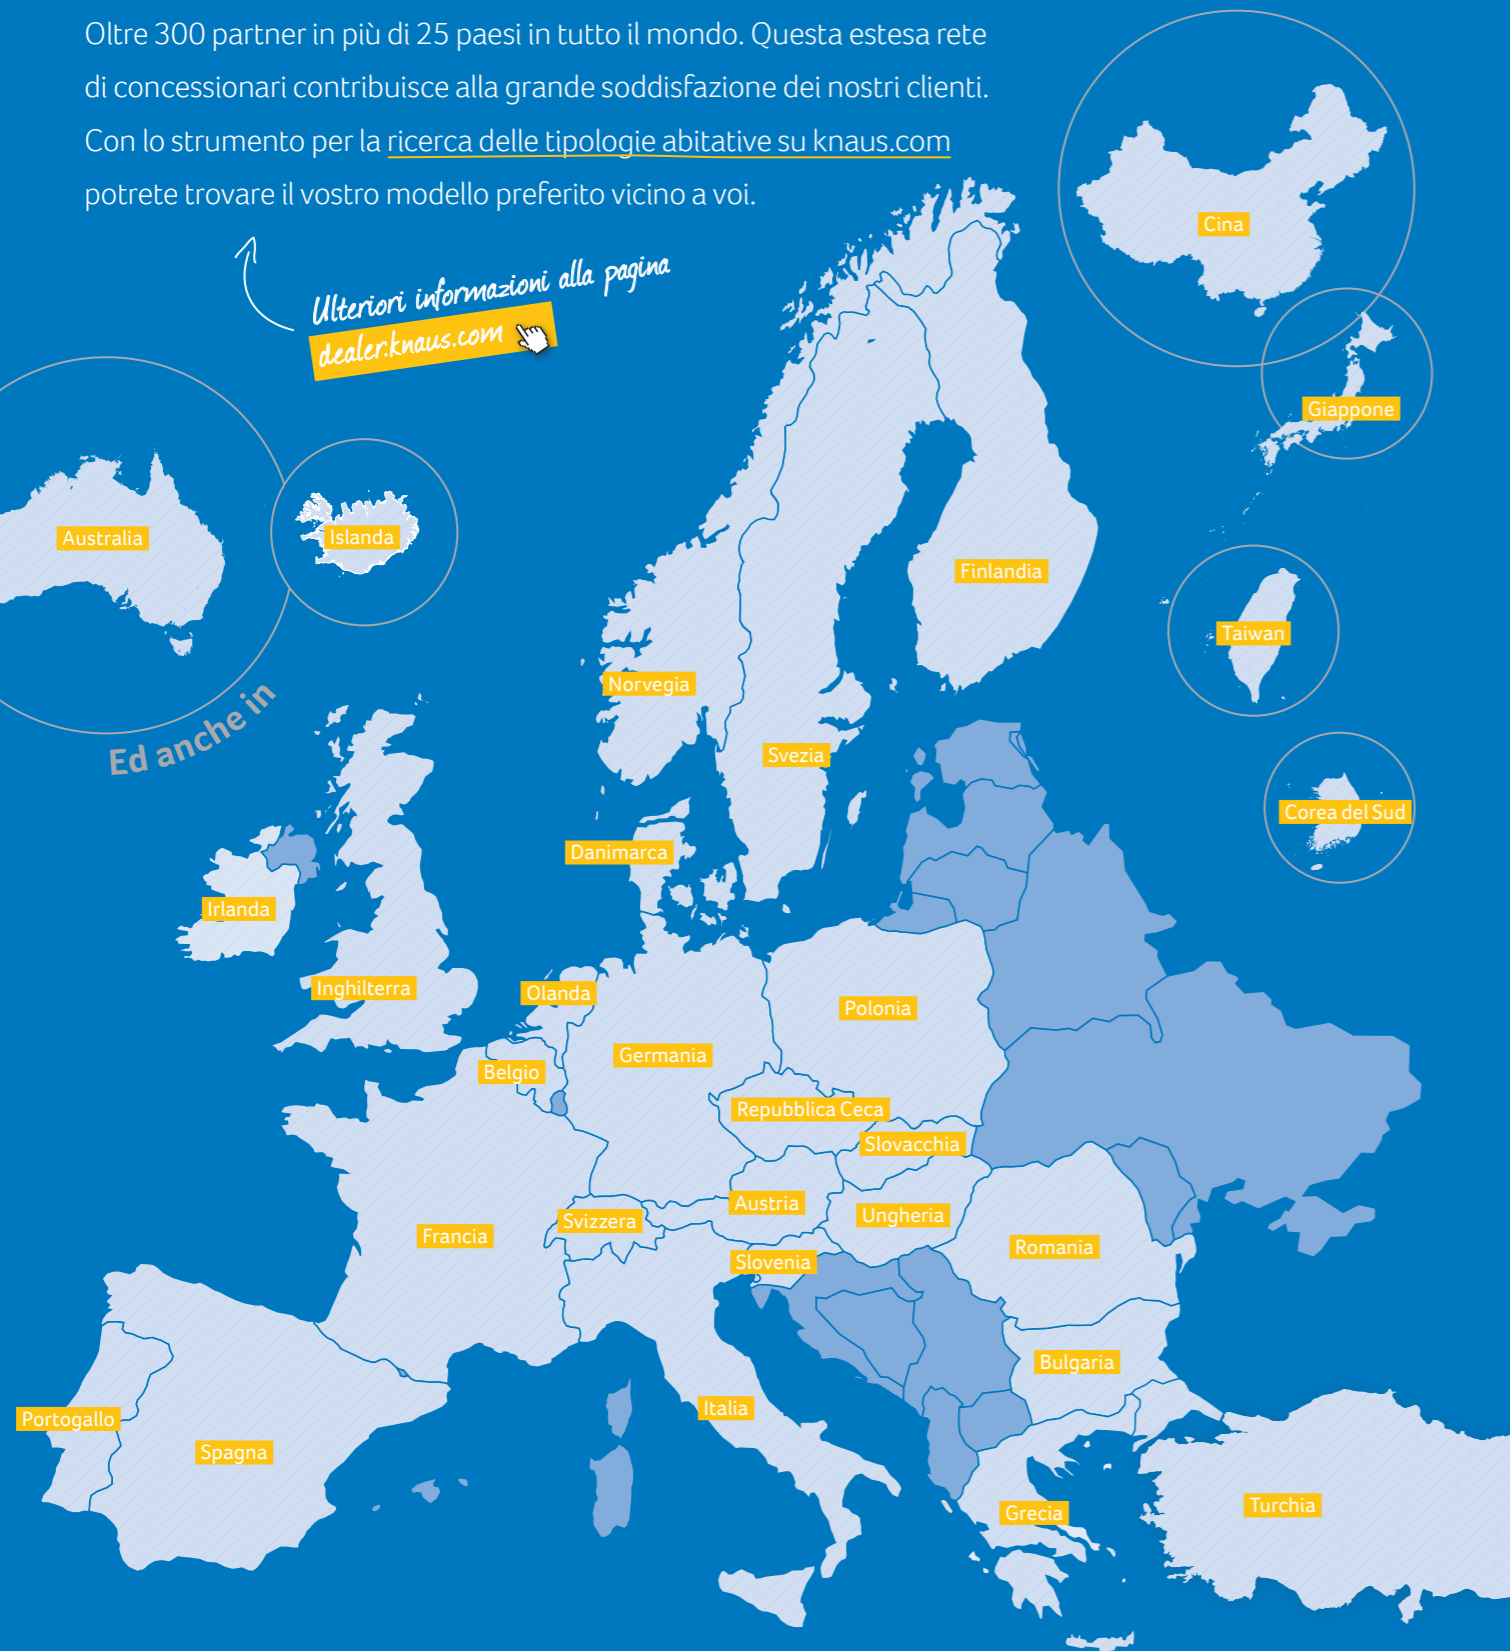 Oltre 300 partner in più di 25 paesi in tutto il mondo. Questa estesa rete
di concessionari contribuisce alla grande soddisfazione dei nostri clienti.
Con lo strumento per la ricerca delle tipologie abitative su knaus.com
potrete trovare il vostro modello preferito vicino a voi.
Ulteriori informazioni alla pagina
dealer.knaus.com
Cina
Giappone
Australia
Islanda
Finlandia
Taiwan
Norvegia
Ed anche in
Svezia
Corea del Sud
Danimarca
Irlanda
Inghilterra
Olanda
Polonia
Germania
Belgio
Repubblica Ceca
Slovacchia
Austria
Ungheria
Svizzera
Francia
Romania
Slovenia
Bulgaria
Italia
Portogallo
Spagna
Turchia
Grecia